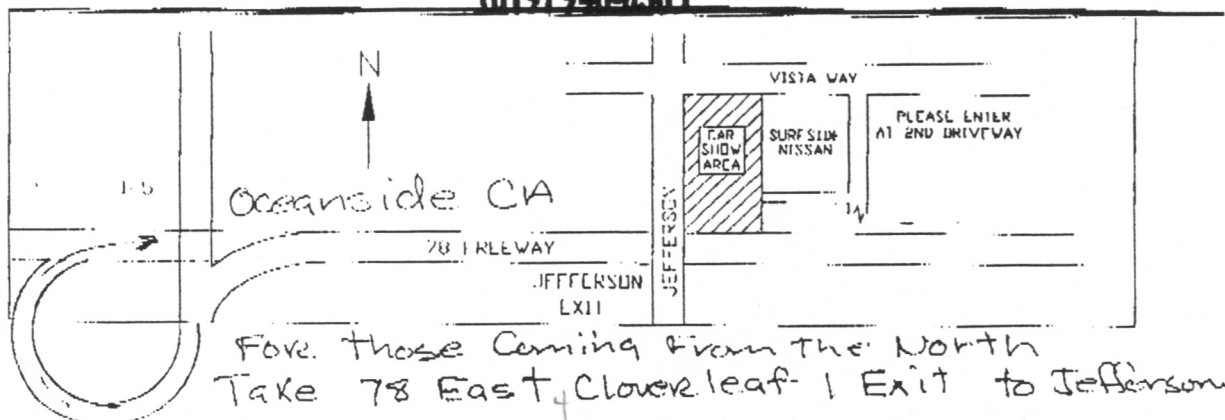 N
VISTA WAY
PLEASE ENTER
AT 2ND DRIVEWAY
CAR
SHOW
AREA
SURFSIDE
NISSAN
I-5
Oceanside CA
JEFFERSON
78 FREEWAY
JEFFERSON
EXIT
Fore those Coming From The North
Take 78 East, Cloverleaf 1 Exit to Jefferson